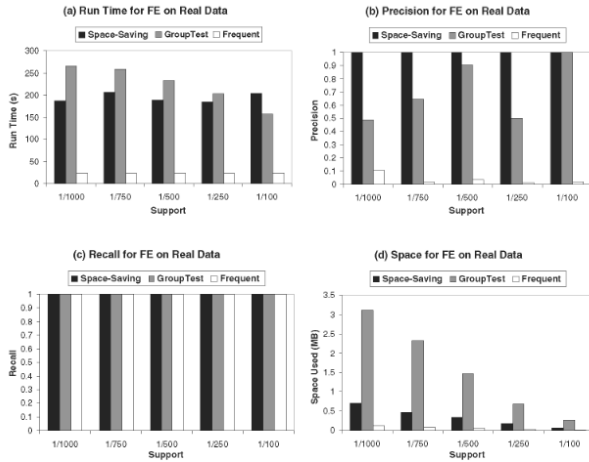 (a) Run Time for FE on Real Data
Space-Saving GroupTest Frequent
300
250
200
150
100
50
0
Run Time (s)
1/1000 1/750 1/500 1/250 1/100
Support
(b) Precision for FE on Real Data
Space-Saving GroupTest Frequent
1
0.9
0.8
0.7
0.6
0.5
0.4
0.3
0.2
0.1
0
Precision
1/1000 1/750 1/500 1/250 1/100
Support
(c) Recall for FE on Real Data
Space-Saving GroupTest Frequent
1
0.9
0.8
0.7
0.6
0.5
0.4
0.3
0.2
0.1
0
Recall
1/1000 1/750 1/500 1/250 1/100
Support
(d) Space for FE on Real Data
Space-Saving GroupTest Frequent
3.5
3
2.5
2
1.5
1
0.5
0
Space Used (MB)
1/1000 1/750 1/500 1/250 1/100
Support